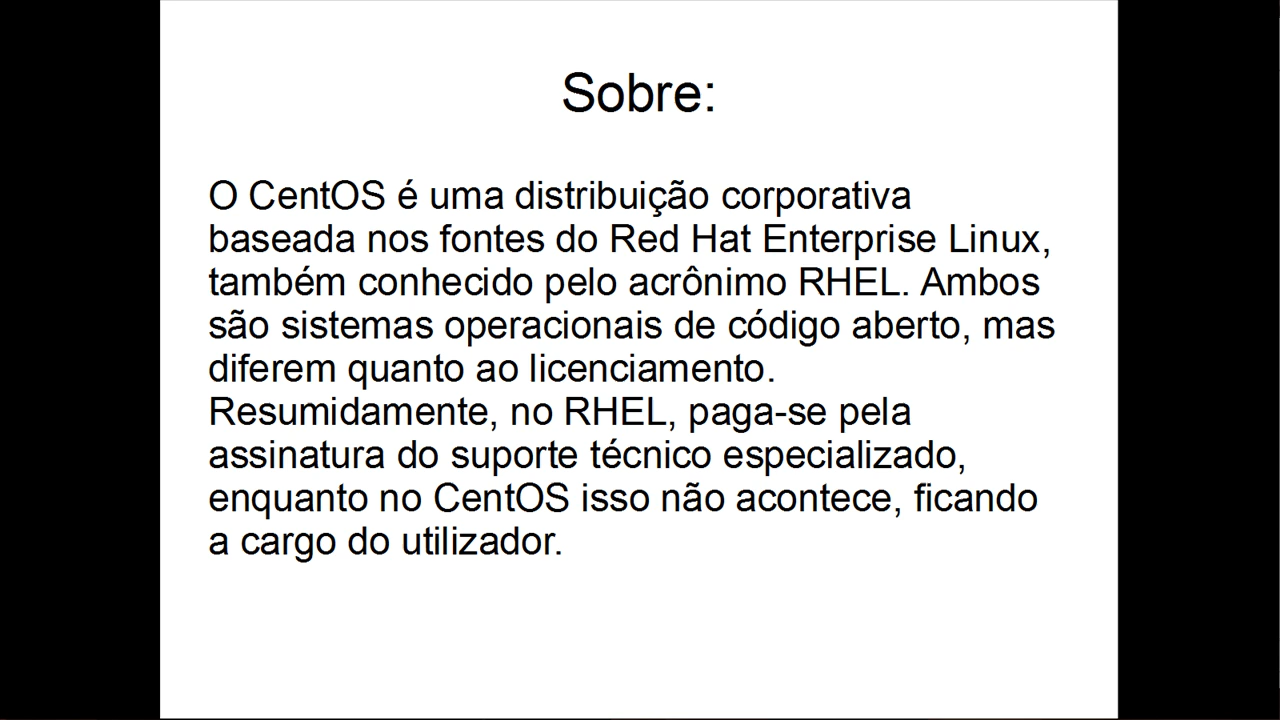 Sobre:
O CentOS é uma distribuição corporativa
baseada nos fontes do Red Hat Enterprise Linux,
também conhecido pelo acrônimo RHEL. Ambos
são sistemas operacionais de código aberto, mas
diferem quanto ao licenciamento.
Resumidamente, no RHEL, paga-se pela
assinatura do suporte técnico especializado,
enquanto no CentOS isso não acontece, ficando
a cargo do utilizador.